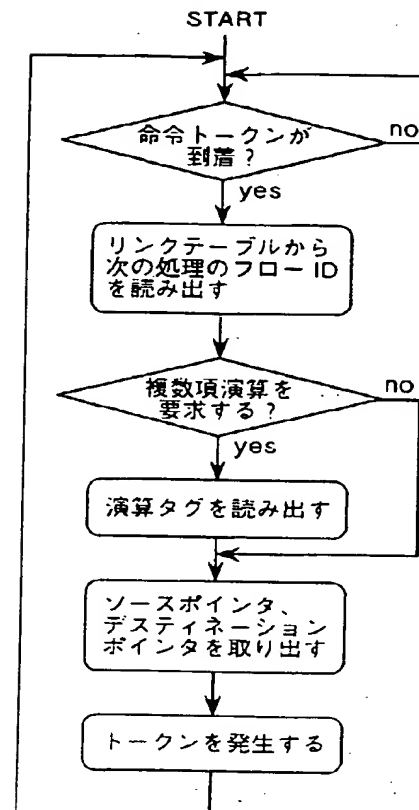 START
命令トークンが
到着？
no
yes
リンクテーブルから
次の処理のフローID
を読み出す
複数項演算を
要求する？
no
yes
演算タグを読み出す
ソースポインタ、
デスティネーション
ポインタを取り出す
トークンを発生する